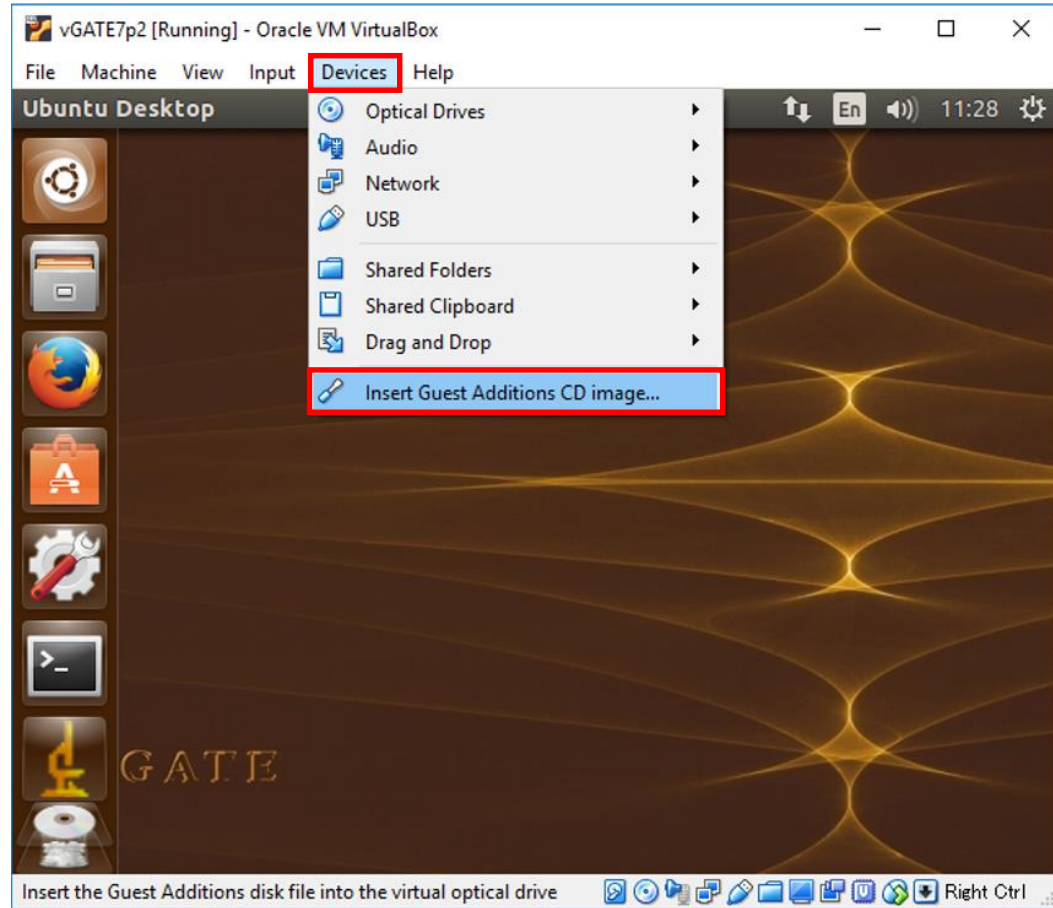 vGATE7p2 [Running] - Oracle VM VirtualBox
File Machine View Input Devices Help
Ubuntu Desktop
En
11:28
Optical Drives
Audio
Network
USB
Shared Folders
Shared Clipboard
Drag and Drop
Insert Guest Additions CD image...
GATE
Insert the Guest Additions disk file into the virtual optical drive
Right Ctrl